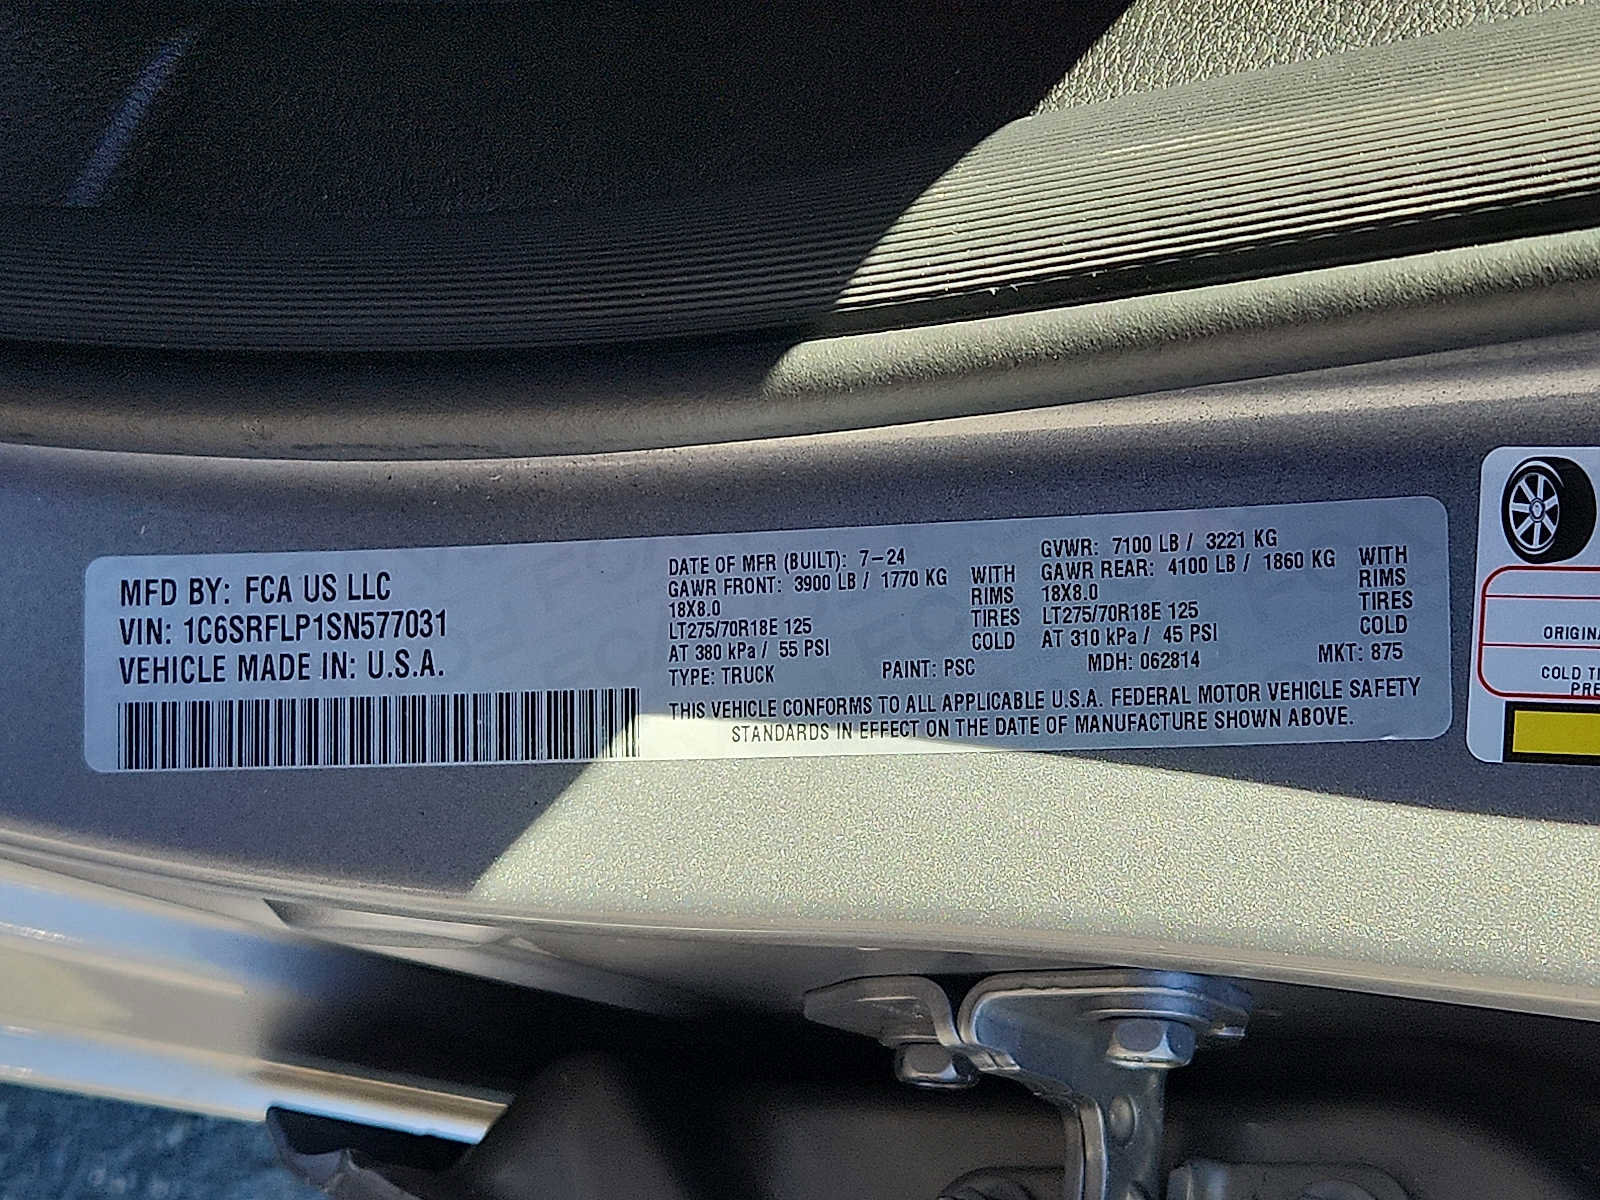 MFD BY: FCA US LLC
VIN: 1C6SRFLP1SN577031
VEHICLE MADE IN: U.S.A.
DATE OF MFR (BUILT): 7-24
GAWR FRONT: 3900 LB / 1770 KG WITH
18X8.0 RIMS
LT275/70R18E 125 TIRES
AT 380 kPa / 55 PSI COLD
TYPE: TRUCK PAINT: PSC
GVWR: 7100 LB / 3221 KG
GAWR REAR: 4100 LB / 1860 KG WITH
18X8.0 RIMS
LT275/70R18E 125 TIRES
AT 310 kPa / 45 PSI COLD
MDH: 062814 MKT: 875
THIS VEHICLE CONFORMS TO ALL APPLICABLE U.S.A. FEDERAL MOTOR VEHICLE SAFETY
STANDARDS IN EFFECT ON THE DATE OF MANUFACTURE SHOWN ABOVE.
ORIGINA
COLD TI
PRE